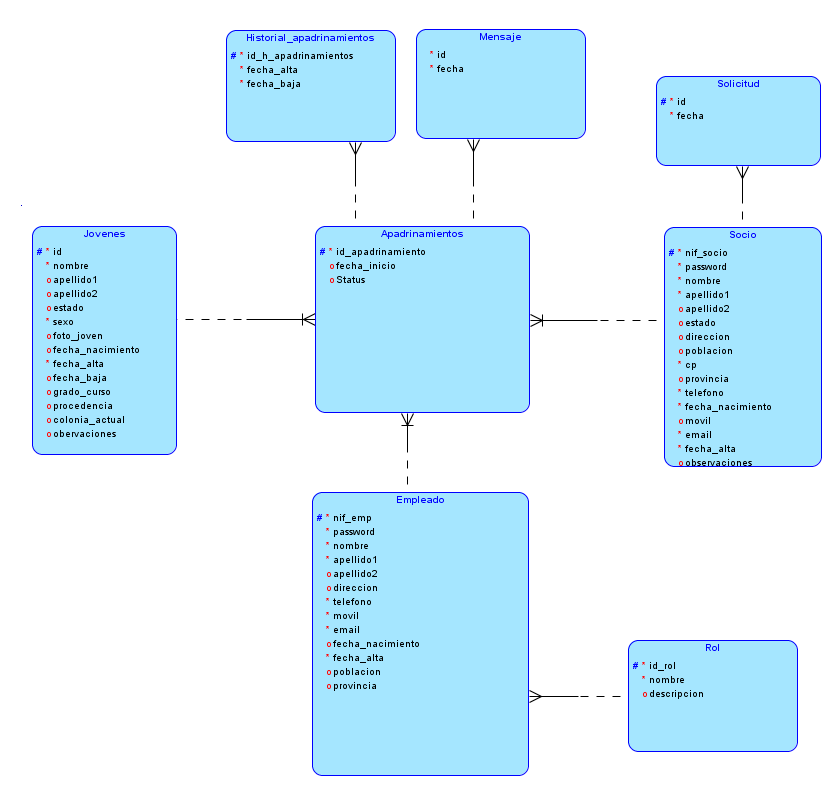 Historial_apadrinamientos
# * id_h_apadrinamientos
* fecha_alta
* fecha_baja
Mensaje
* id
* fecha
Solicitud
# * id
* fecha
Jovenes
# * id
* nombre
o apellido1
o apellido2
o estado
* sexo
o foto_joven
o fecha_nacimiento
* fecha_alta
o fecha_baja
o grado_curso
o procedencia
o colonia_actual
o obervaciones
Apadrinamientos
# * id_apadrinamiento
o fecha_inicio
o Status
Socio
# * nif_socio
* password
* nombre
* apellido1
o apellido2
o estado
o direccion
o poblacion
* cp
o provincia
* telefono
* fecha_nacimiento
o movil
* email
* fecha_alta
o observaciones
Empleado
# * nif_emp
* password
* nombre
* apellido1
o apellido2
o direccion
* telefono
* movil
* email
o fecha_nacimiento
* fecha_alta
o poblacion
o provincia
Rol
# * id_rol
* nombre
o descripcion